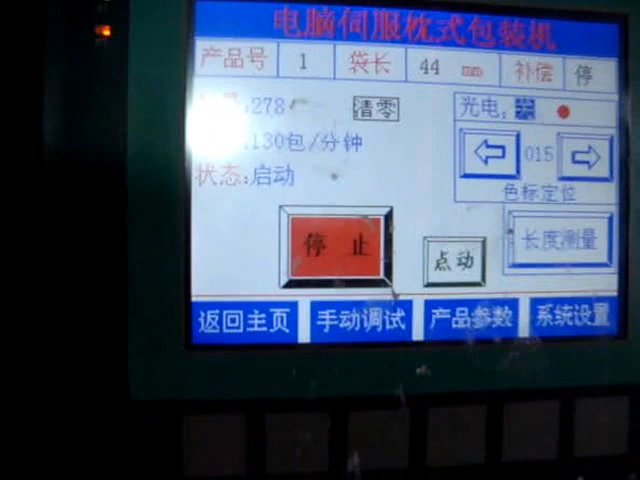 电脑伺服枕式包装机
产品号 1 袋长 44 mm 补偿 停
278 清零 光电:
130包/分钟 015
状态:启动 色标定位
停止 点动 长度测量
返回主页 手动调试 产品参数 系统设置